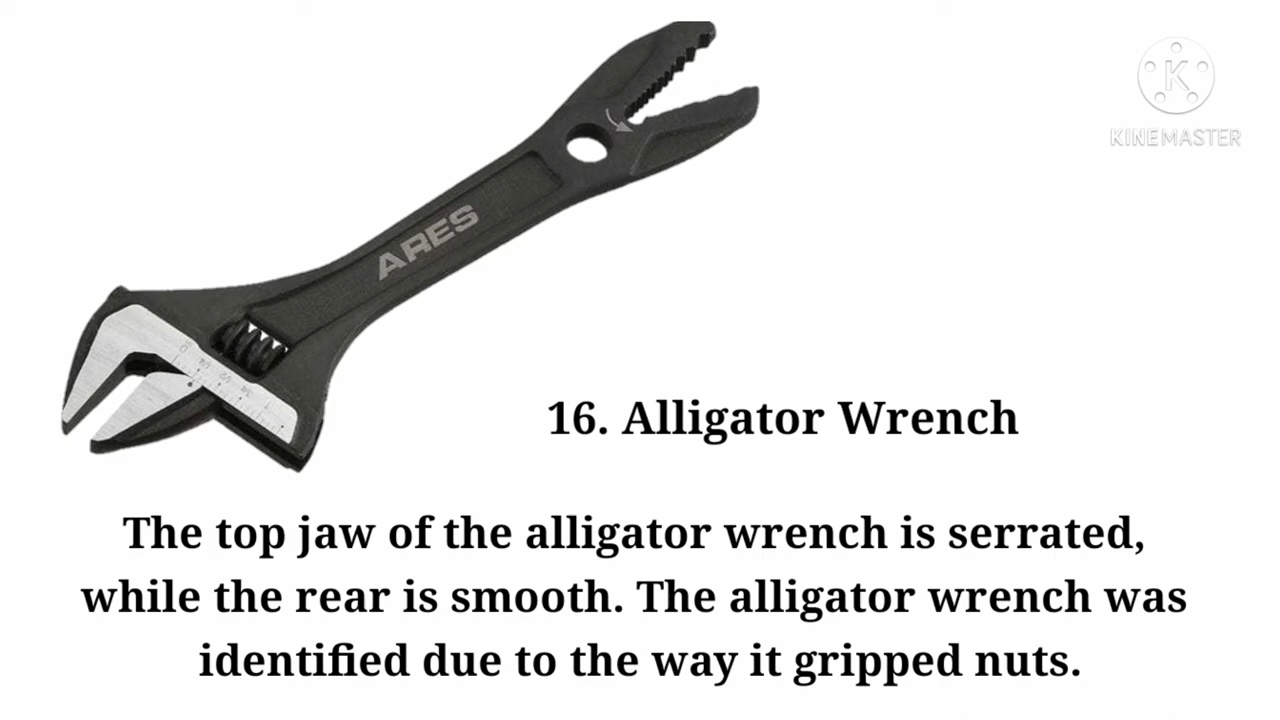 K
KINEMASTER
ARES
16. Alligator Wrench
The top jaw of the alligator wrench is serrated,
while the rear is smooth. The alligator wrench was
identified due to the way it gripped nuts.